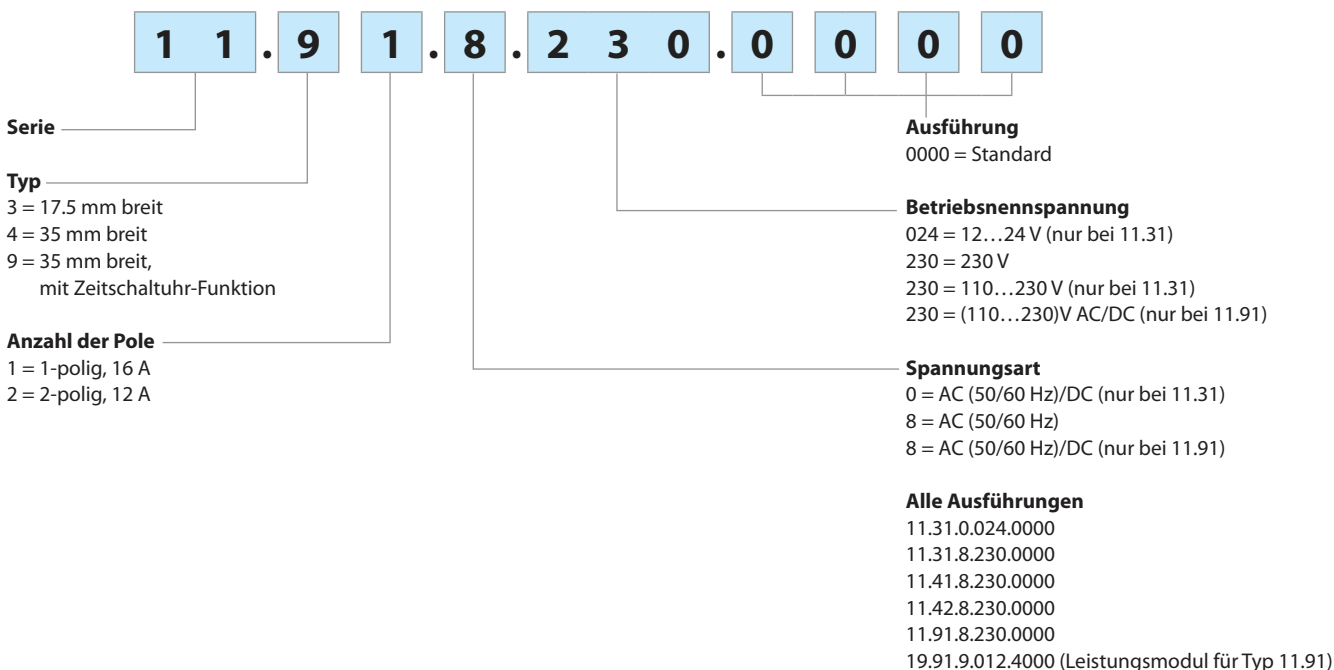 1 1 . 9 1 . 8 . 2 3 0 . 0 0 0 0
Serie
Typ
3 = 17.5 mm breit
4 = 35 mm breit
9 = 35 mm breit,
mit Zeitschaltuhr-Funktion
Anzahl der Pole
1 = 1-polig, 16 A
2 = 2-polig, 12 A
Ausführung
0000 = Standard
Betriebsnennspannung
024 = 12…24 V (nur bei 11.31)
230 = 230 V
230 = 110…230 V (nur bei 11.31)
230 = (110…230)V AC/DC (nur bei 11.91)
Spannungsart
0 = AC (50/60 Hz)/DC (nur bei 11.31)
8 = AC (50/60 Hz)
8 = AC (50/60 Hz)/DC (nur bei 11.91)
Alle Ausführungen
11.31.0.024.0000
11.31.8.230.0000
11.41.8.230.0000
11.42.8.230.0000
11.91.8.230.0000
19.91.9.012.4000 (Leistungsmodul für Typ 11.91)